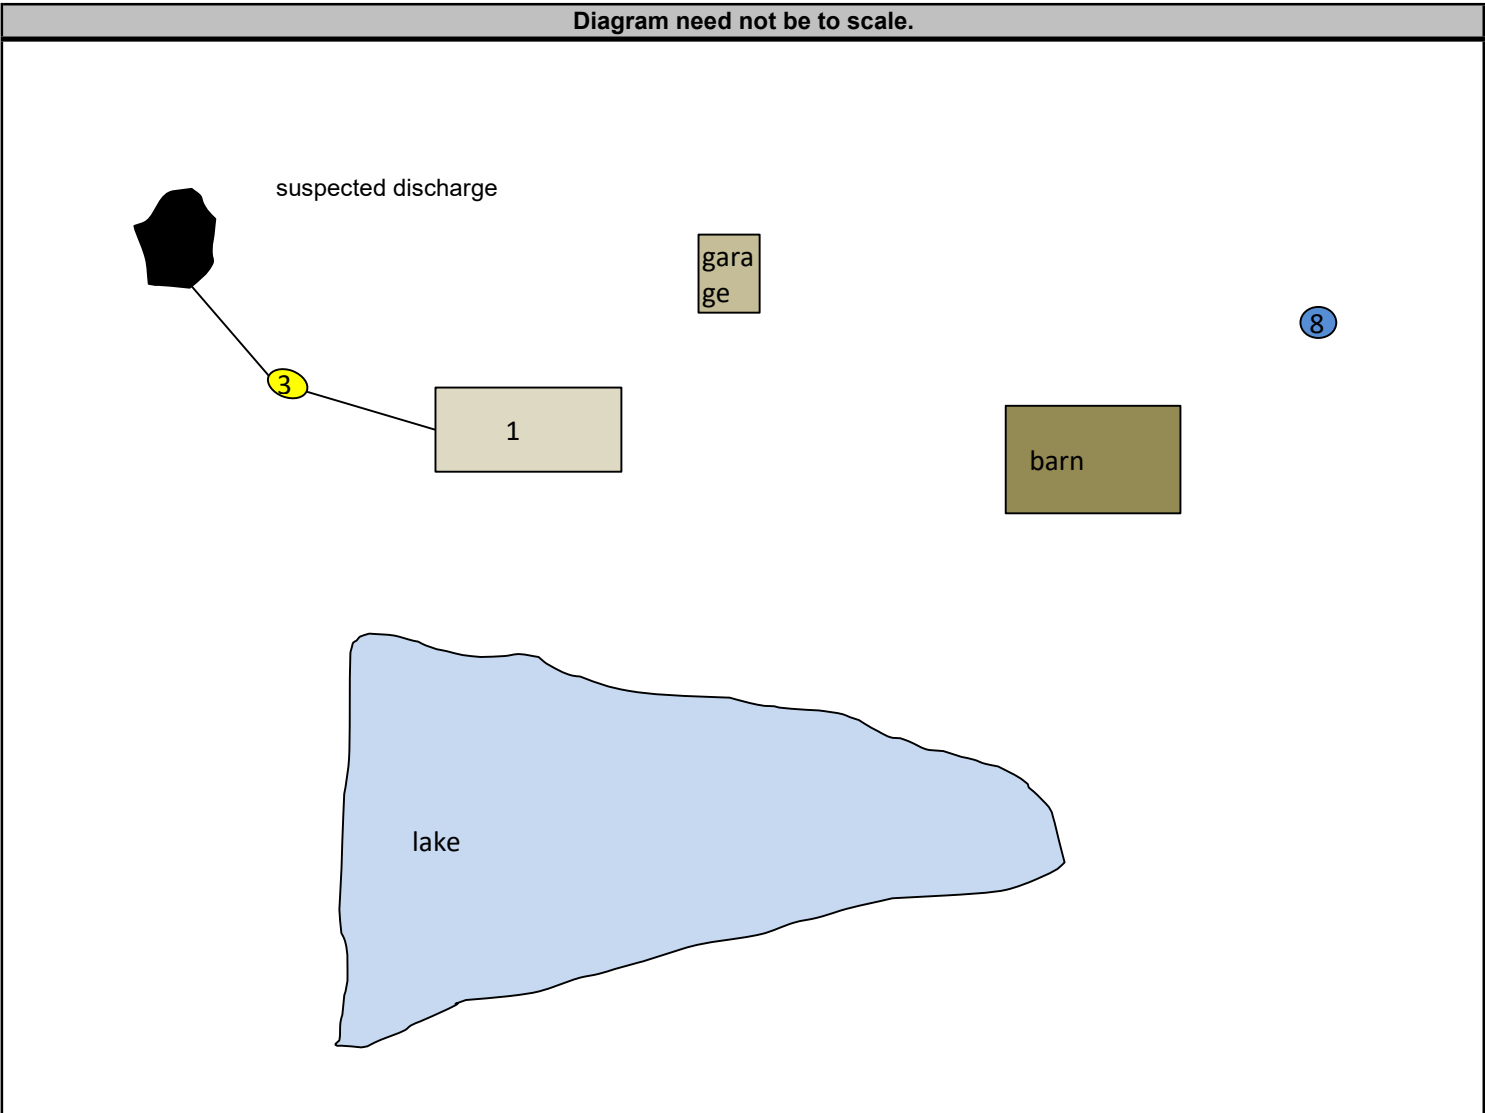 Diagram need not be to scale.
suspected discharge
gara
ge
8
3
1
barn
lake